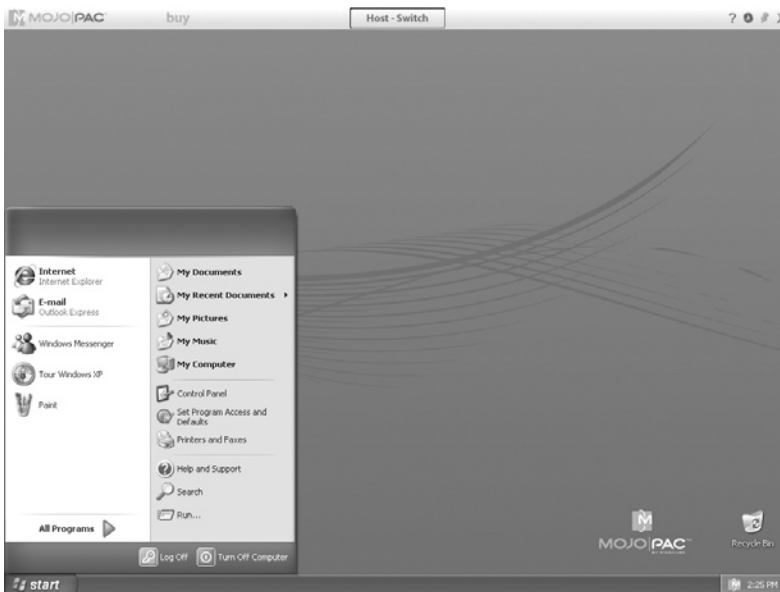 MOJOPAC
buy
Host - Switch
?
Internet
Internet Explorer
E-mail
Outlook Express
Windows Messenger
Tour Windows XP
Paint
All Programs
My Documents
My Recent Documents
My Pictures
My Music
My Computer
Control Panel
Set Program Access and
Defaults
Printers and Faxes
Help and Support
Search
Run...
Log Off
Turn Off Computer
MOJOPAC
Recycle Bin
start
2:25 PM